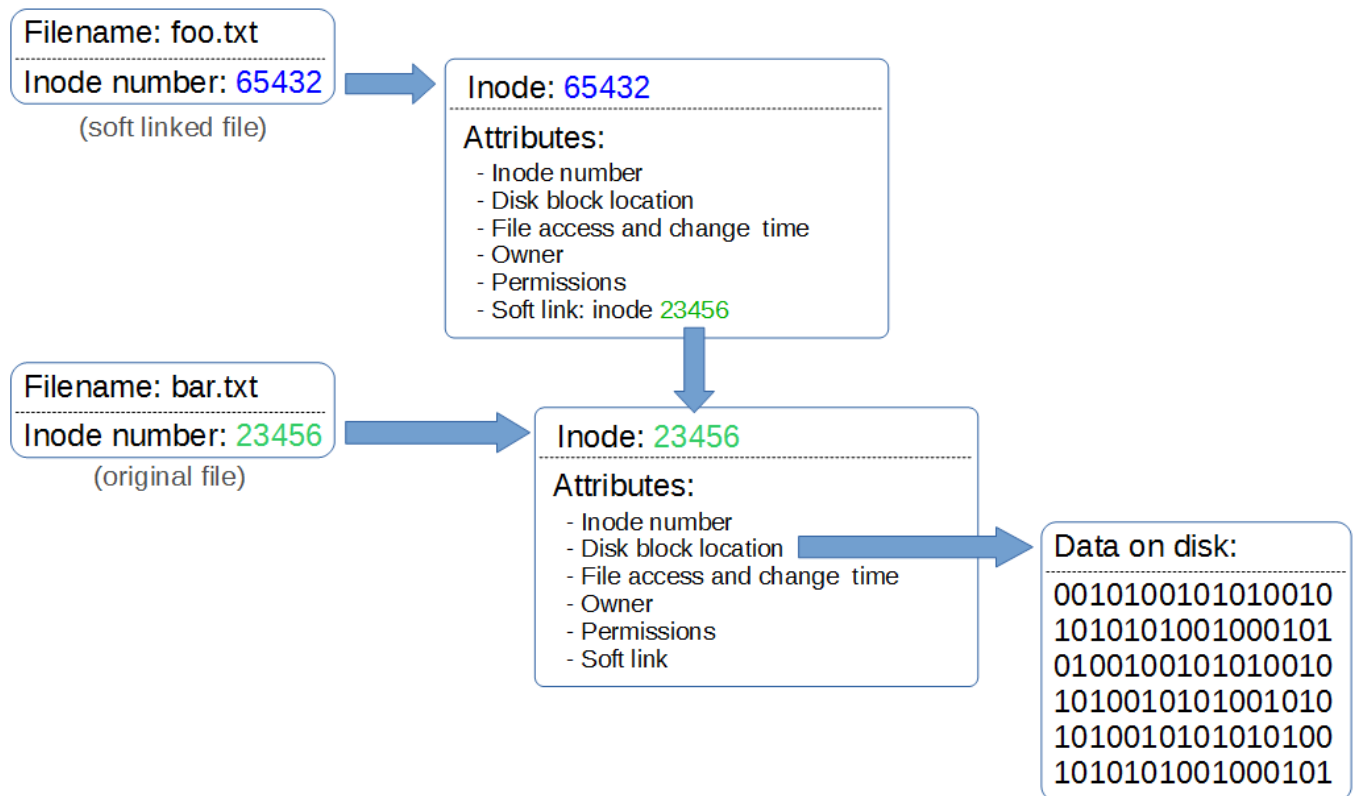 Filename: foo.txt
Inode number: 65432
(soft linked file)
Inode: 65432
Attributes:
- Inode number
- Disk block location
- File access and change time
- Owner
- Permissions
- Soft link: inode 23456
Filename: bar.txt
Inode number: 23456
(original file)
Inode: 23456
Attributes:
- Inode number
- Disk block location
- File access and change time
- Owner
- Permissions
- Soft link
Data on disk:
0010100101010010
1010101001000101
0100100101010010
1010010101001010
1010010101010100
1010101001000101